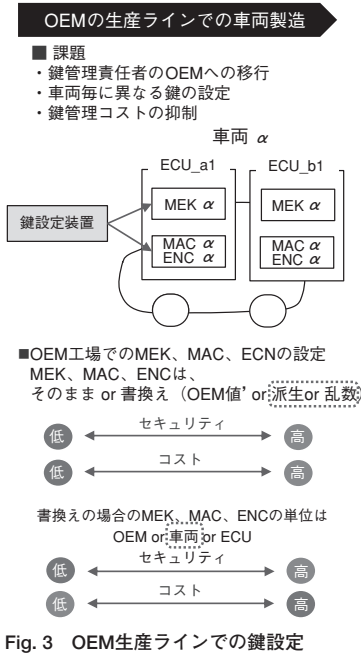 OEMの生産ラインでの車両製造
■ 課題
・鍵管理責任者のOEMへの移行
・車両毎に異なる鍵の設定
・鍵管理コストの抑制
車両 α
ECU_a1
ECU_b1
鍵設定装置
MEK α
MEK α
MAC α
ENC α
MAC α
ENC α
■OEM工場でのMEK、MAC、ECNの設定
MEK、MAC、ENCは、
そのまま or 書換え（OEM値’ or 派生or 乱数
低 セキュリティ 高
低 コスト 高
書換えの場合のMEK、MAC、ENCの単位は
OEM or 車両 or ECU
低 セキュリティ 高
低 コスト 高
Fig. 3 OEM生産ラインでの鍵設定